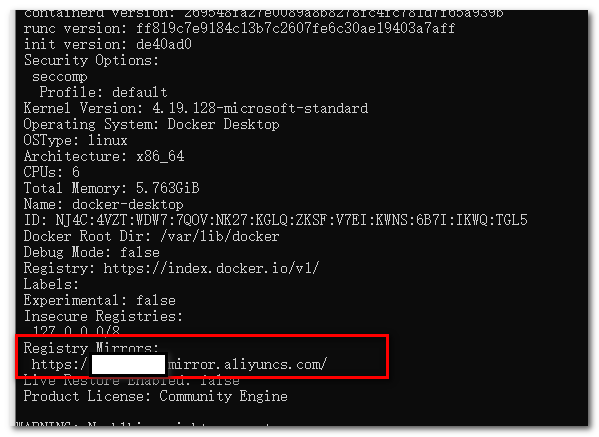 containerd version: 269548fa27e0089a8b8278fc4fc781d7f65a939b
runc version: ff819c7e9184c13b7c2607fe6c30ae19403a7aff
init version: de40ad0
Security Options:
seccomp
Profile: default
Kernel Version: 4.19.128-microsoft-standard
Operating System: Docker Desktop
OSType: linux
Architecture: x86_64
CPUs: 6
Total Memory: 5.763GiB
Name: docker-desktop
ID: NJ4C:4VZT:WDW7:7QOV:NK27:KGLQ:ZKSF:V7EI:KWNS:6B7I:IKWQ:TGL5
Docker Root Dir: /var/lib/docker
Debug Mode: false
Registry: https://index.docker.io/v1/
Labels:
Experimental: false
Insecure Registries:
127.0.0.0/8
Registry Mirrors:
https:/ mirror.aliyuncs.com/
Live Restore Enabled: false
Product License: Community Engine
WARNING: No